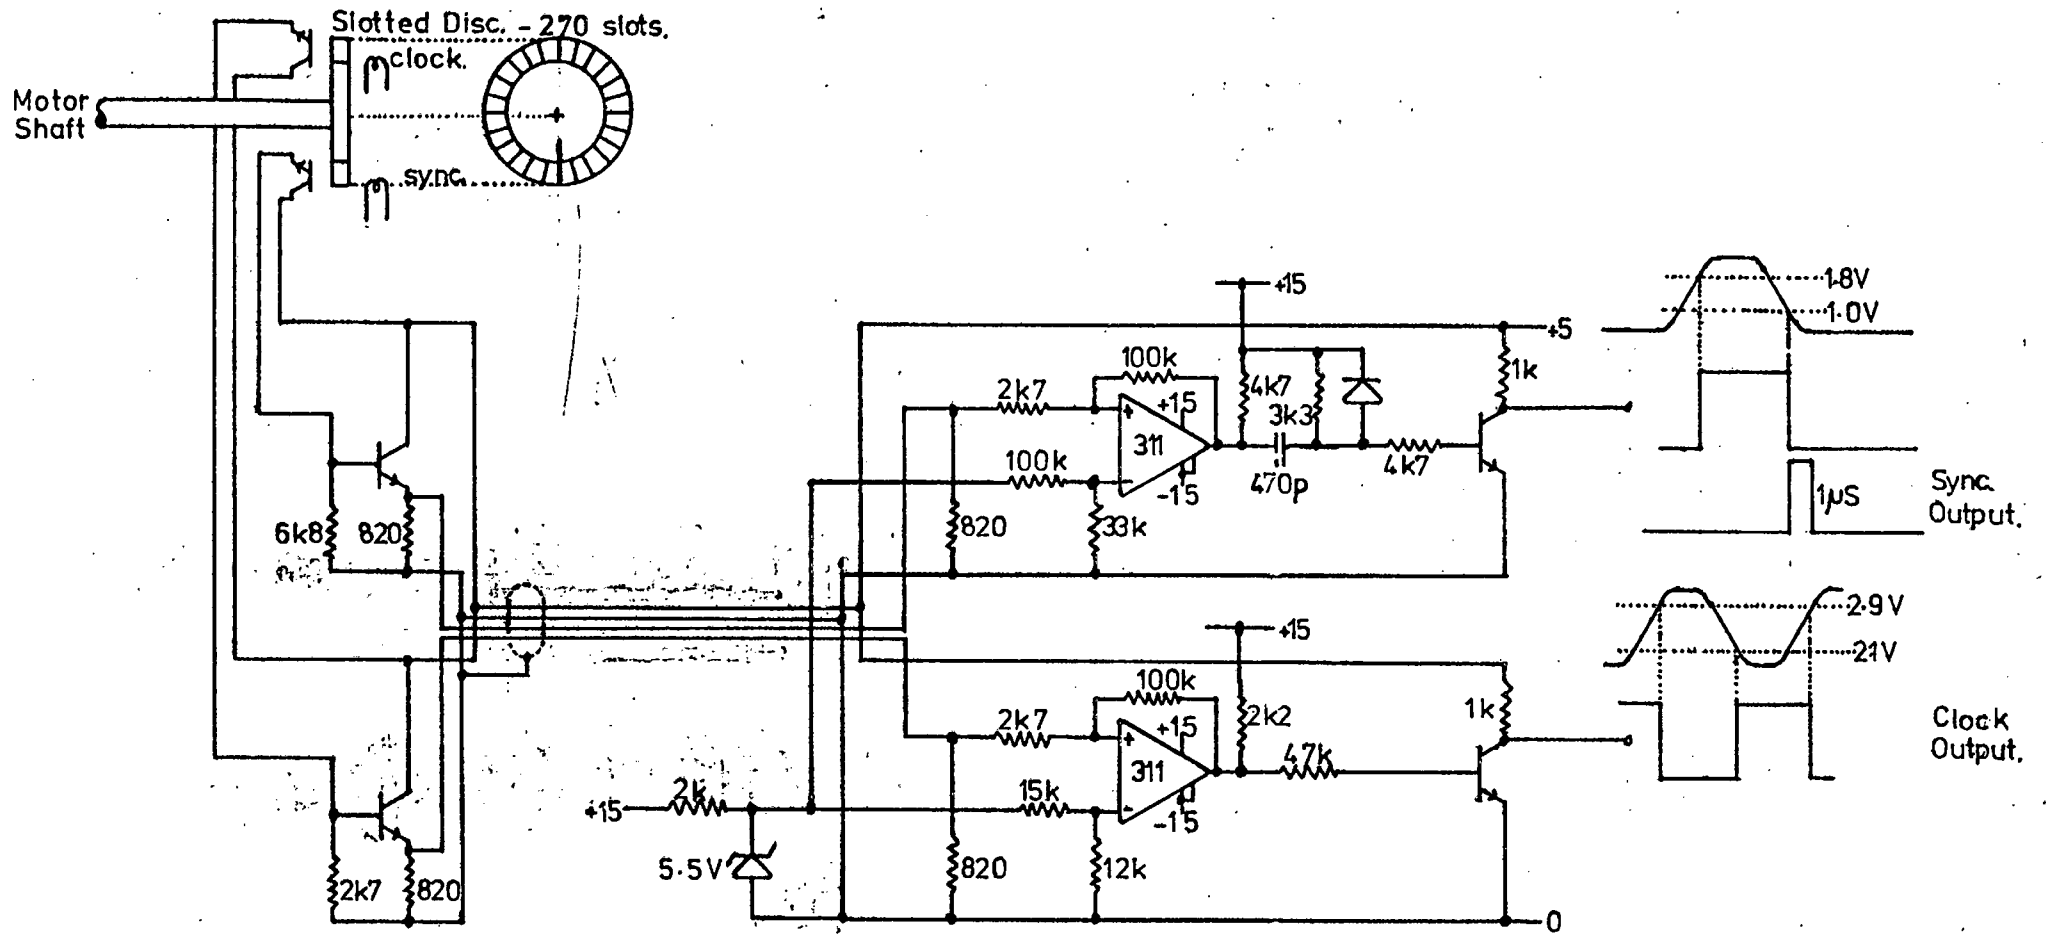 Slotted Disc. - 270 slots.
clock.
Motor
Shaft
sync.
+15
1.8V
1.0V
+5
100k
1k
2k7
4k7
+15
3k3
311
100k
4k7
-15
470p
Sync.
Output.
1µS
6k8
820
820
33k
2.9V
+15
2.1V
100k
2k7
+15
2k2
1k
Clock
Output.
47k
311
2k
15k
+15
-15
5.5V
2k7
820
820
12k
0